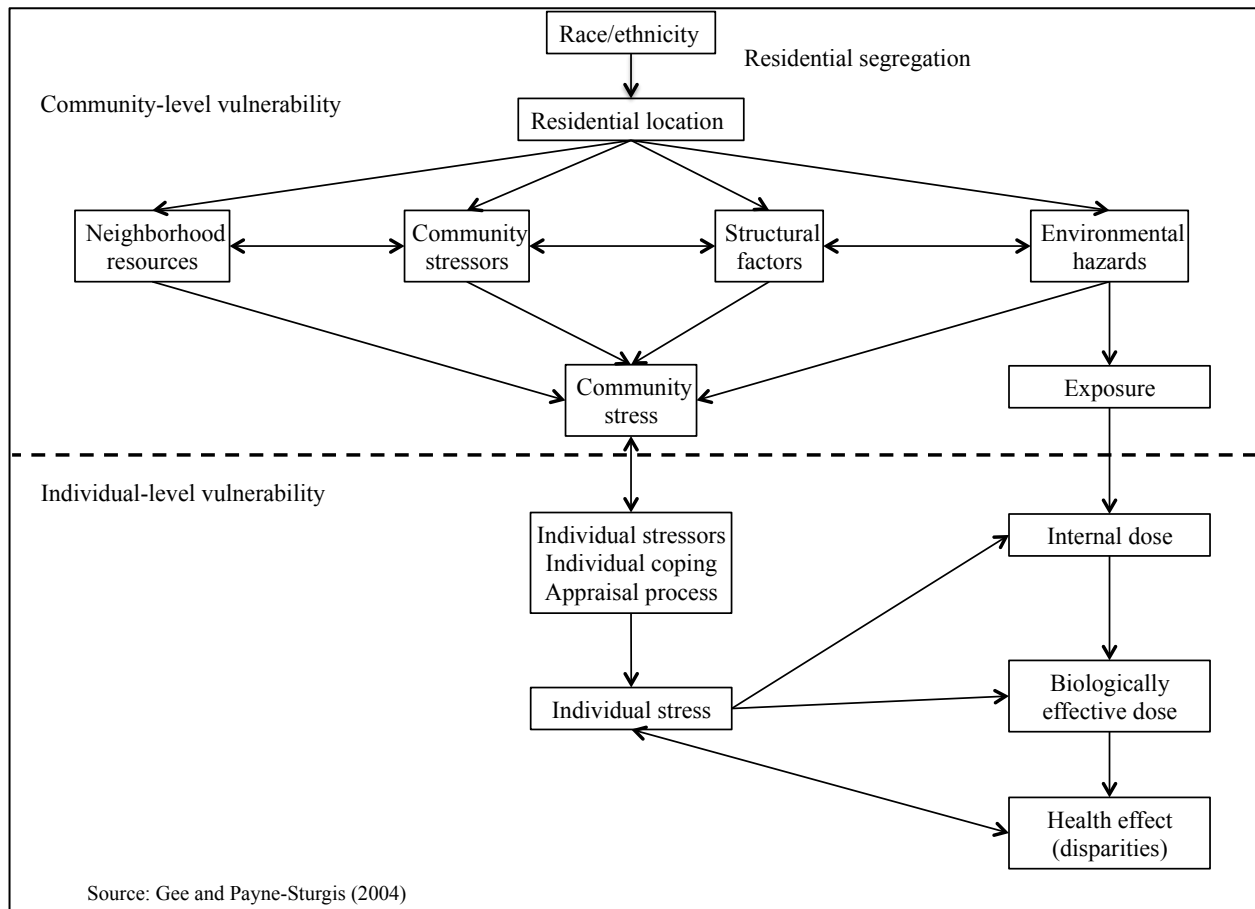 Race/ethnicity
Residential segregation
Community-level vulnerability
Residential location
Neighborhood
resources
Community
stressors
Structural
factors
Environmental
hazards
Community
stress
Exposure
Individual-level vulnerability
Individual stressors
Individual coping
Appraisal process
Internal dose
Individual stress
Biologically
effective dose
Health effect
(disparities)
Source: Gee and Payne-Sturgis (2004)